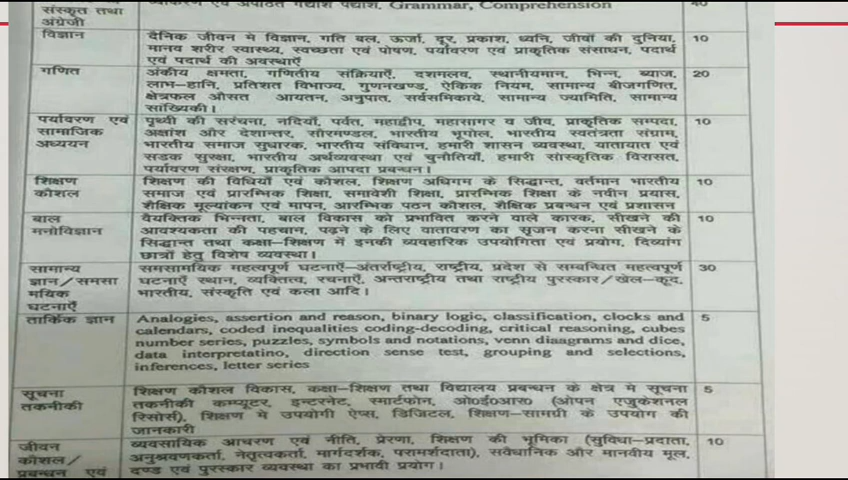 संस्कृत तथा अंग्रेजी
व्याकरण एवं अपठित गद्यांश पद्यांश, Grammar, Comprehension 40
विज्ञान
दैनिक जीवन मे विज्ञान, गति बल, ऊर्जा, दूर, प्रकाश, ध्वनि, जीवों की दुनिया, 10
मानव शरीर स्वास्थ्य, स्वच्छता एवं पोषण, पर्यावरण एवं प्राकृतिक संसाधन, पदार्थ
एवं पदार्थ की अवस्थाएँ
गणित
अंकीय क्षमता, गणितीय संक्रियाएँ, दशमलव, स्थानीयमान, भिन्न, ब्याज, 20
लाभ–हानि, प्रतिशत विभाज्य, गुणनखण्ड, ऐकिक नियम, सामान्य बीजगणित,
क्षेत्रफल औसत आयतन, अनुपात, सर्वसमिकाये, सामान्य ज्यामिति, सामान्य
सांख्यिकी।
पर्यावरण एवं
सामाजिक
अध्ययन
पृथ्वी की सरंचना, नदियाँ, पर्वत, महाद्वीप, महासागर व जीव, प्राकृतिक सम्पदा, 10
अक्षांश और देशान्तर, सौरमण्डल, भारतीय भूगोल, भारतीय स्वतंत्रता संग्राम,
भारतीय समाज सुधारक, भारतीय संविधान, हमारी शासन व्यवस्था, यातायात एवं
सडक सुरक्षा, भारतीय अर्थव्यवस्था एवं चुनौतियाँ, हमारी सांस्कृतिक विरासत,
पर्यावरण संरक्षण, प्राकृतिक आपदा प्रबन्धन।
शिक्षण
कौशल
शिक्षण की विधियाँ एवं कौशल, शिक्षण अधिगम के सिद्धान्त, वर्तमान भारतीय 10
समाज एवं प्रारम्भिक शिक्षा, समावेशी शिक्षा, प्रारम्भिक शिक्षा के नवीन प्रयास,
शैक्षिक मूल्यांकन एवं मापन, आरम्भिक पठन कौशल, शैक्षिक प्रबन्धन एवं प्रशासन
बाल
मनोविज्ञान
वैयक्तिक भिन्नता, बाल विकास को प्रभावित करने वाले कारक, सीखने की 10
आवश्यकता की पहचान, पढ़ने के लिए वातावरण का सृजन करना सीखने के
सिद्धान्त तथा कक्षा–शिक्षण में इनकी व्यवहारिक उपयोगिता एवं प्रयोग, दिव्यांग
छात्रों हेतु विशेष व्यवस्था।
सामान्य
ज्ञान/समसा
मयिक
घटनाएँ
समसामयिक महत्वपूर्ण घटनाएँ–अंतर्राष्ट्रीय, राष्ट्रीय, प्रदेश से सम्बन्धित महत्वपूर्ण 30
घटनाएँ स्थान, व्यक्तित्व, रचनाएँ, अन्तराष्ट्रीय तथा राष्ट्रीय पुरस्कार/खेल–कूद,
भारतीय, संस्कृति एवं कला आदि।
तार्किक ज्ञान
Analogies, assertion and reason, binary logic, classification, clocks and 5
calendars, coded inequalities coding-decoding, critical reasoning, cubes
number series, puzzles, symbols and notations, venn diaagrams and dice,
data interpretatino, direction sense test, grouping and selections,
inferences, letter series
सूचना
तकनीकी
शिक्षण कौशल विकास, कक्षा–शिक्षण तथा विद्यालय प्रबन्धन के क्षेत्र मे सूचना 5
तकनीकी कम्प्यूटर, इन्टरनेट, स्मार्टफोन, ओ0ई0आर0 (ओपन एजुकेशनल
रिसोर्स), शिक्षण मे उपयोगी ऐप्स, डिजिटल, शिक्षण–सामग्री के उपयोग की
जानकारी
जीवन
कौशल/
प्रबन्धन एवं
व्यवसायिक आचरण एवं नीति, प्रेरणा, शिक्षण की भूमिका (सुविधा–प्रदाता, 10
अनुश्रवणकर्ता, नेतृत्वकर्ता, मार्गदर्शक, परामर्शदाता), सवैधानिक और मानवीय मूल,
दण्ड एवं पुरस्कार व्यवस्था का प्रभावी प्रयोग।